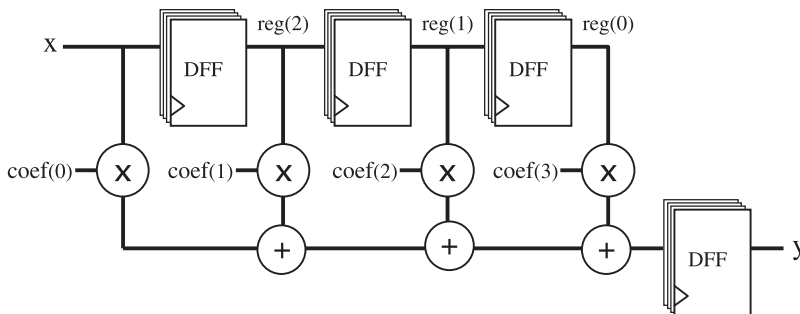 reg(2)
reg(1)
reg(0)
x
DFF
DFF
DFF
coef(0)
x
coef(1)
x
coef(2)
x
coef(3)
x
+
+
+
DFF
y